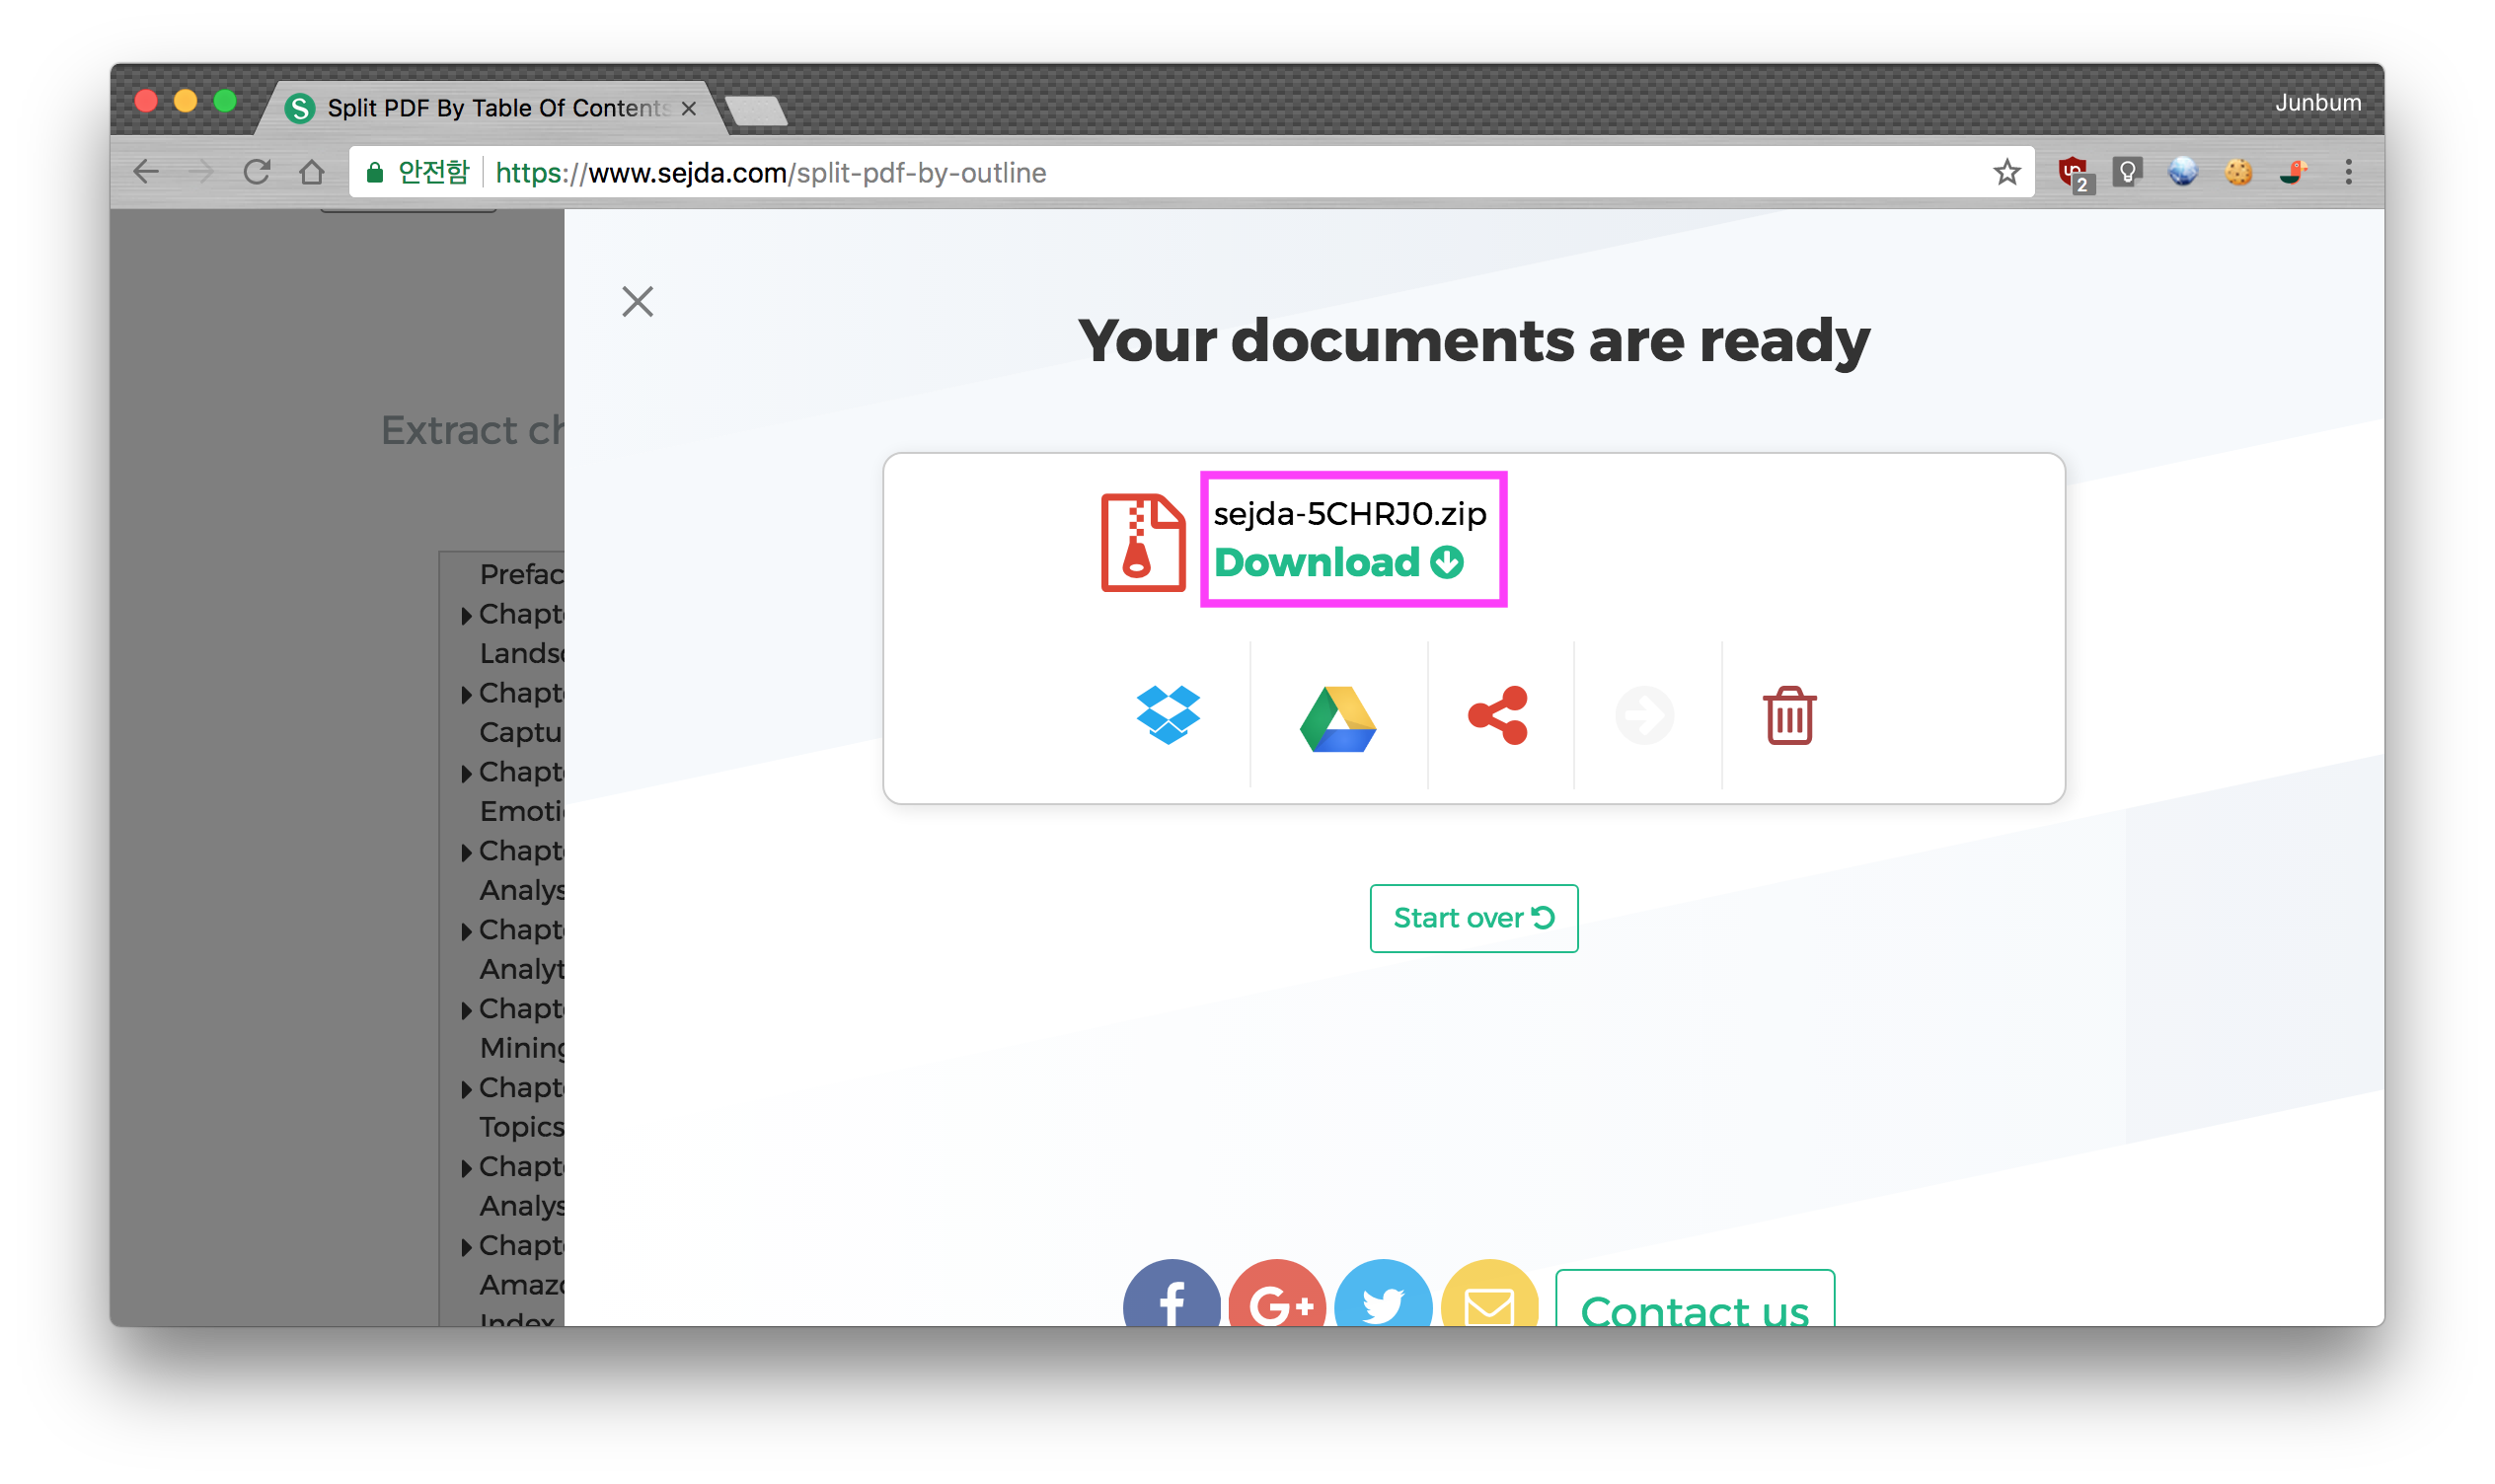 Split PDF By Table Of Contents
Junbum
안전함
https://www.sejda.com/split-pdf-by-outline
2
Your documents are ready
Extract ch
sejda-5CHRJ0.zip
Download
Prefac
Chapt
Lands
Chapt
Captu
Chapt
Emoti
Chapt
Analys
Chapt
Analyt
Chapt
Mining
Chapt
Topics
Chapt
Analys
Chapt
Amaz
Index
Start over
Contact us